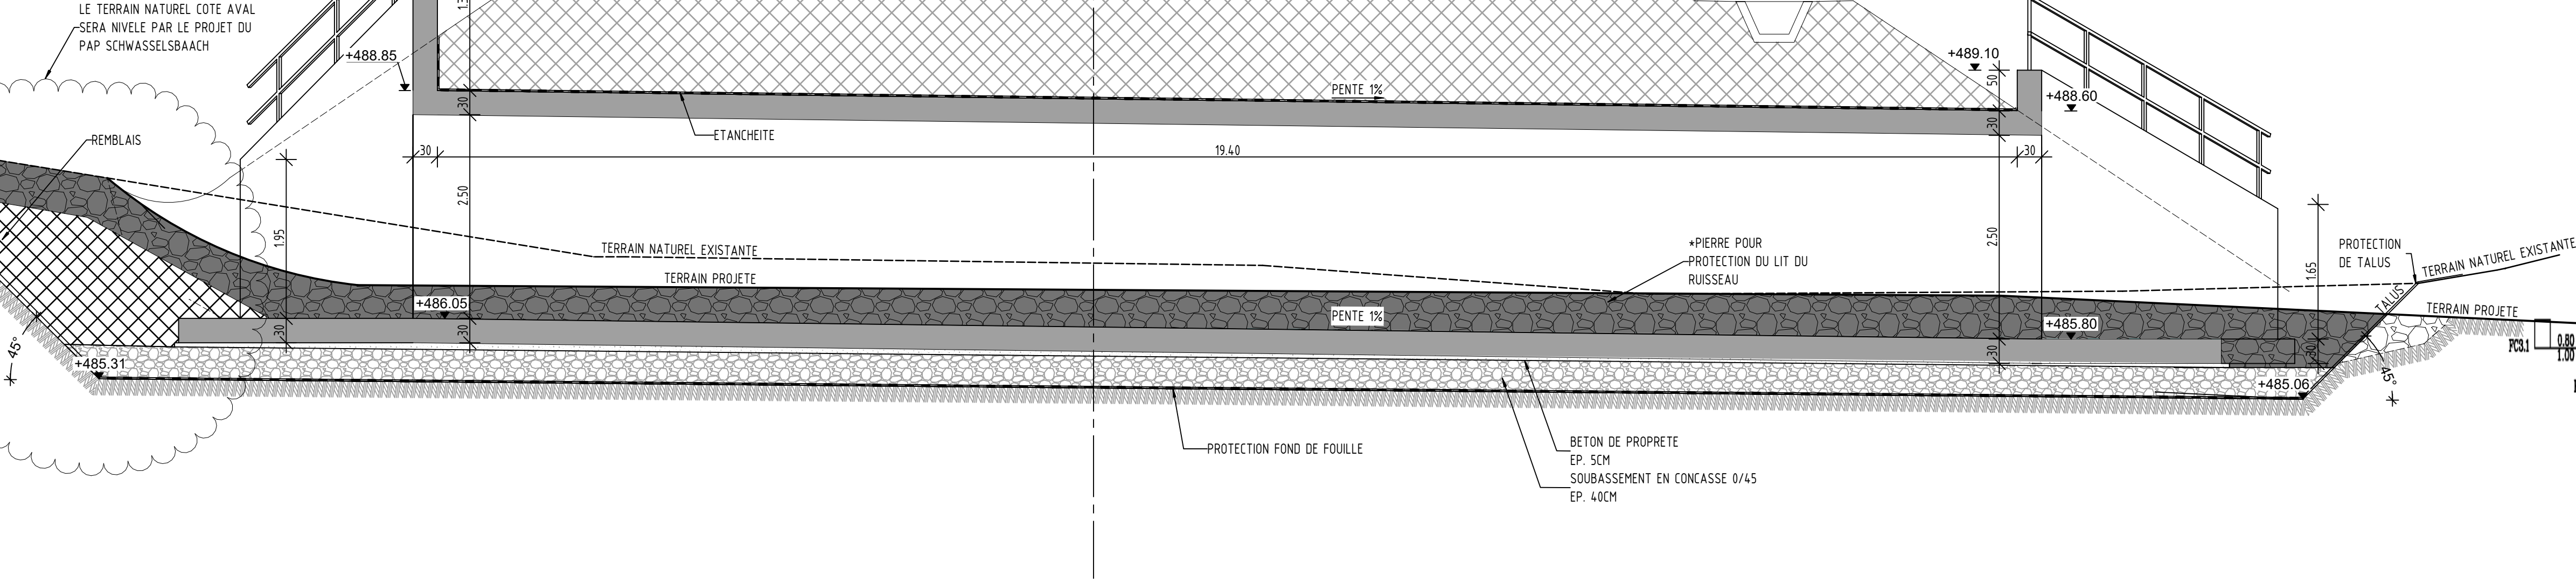 LE TERRAIN NATUREL COTE AVAL
SERA NIVELE PAR LE PROJET DU
PAP SCHWASSELSBAACH
+488.85
+489.10
50
PENTE 1%
+488.60
30
30
ETANCHEITE
REMBLAIS
30
19.40
30
2.50
1.95
2.50
1.65
TERRAIN NATUREL EXISTANTE
TERRAIN PROJETE
*PIERRE POUR
PROTECTION DU LIT DU
RUISSEAU
PROTECTION
DE TALUS
TERRAIN NATUREL EXISTANTE
TALUS
TERRAIN PROJETE
+486.05
PENTE 1%
+485.80
30
30
30
30
45°
+485.31
+485.06
45°
FC3.1
0.80
1.00
PROTECTION FOND DE FOUILLE
BETON DE PROPRETE
EP. 5CM
SOUBASSEMENT EN CONCASSE 0/45
EP. 40CM